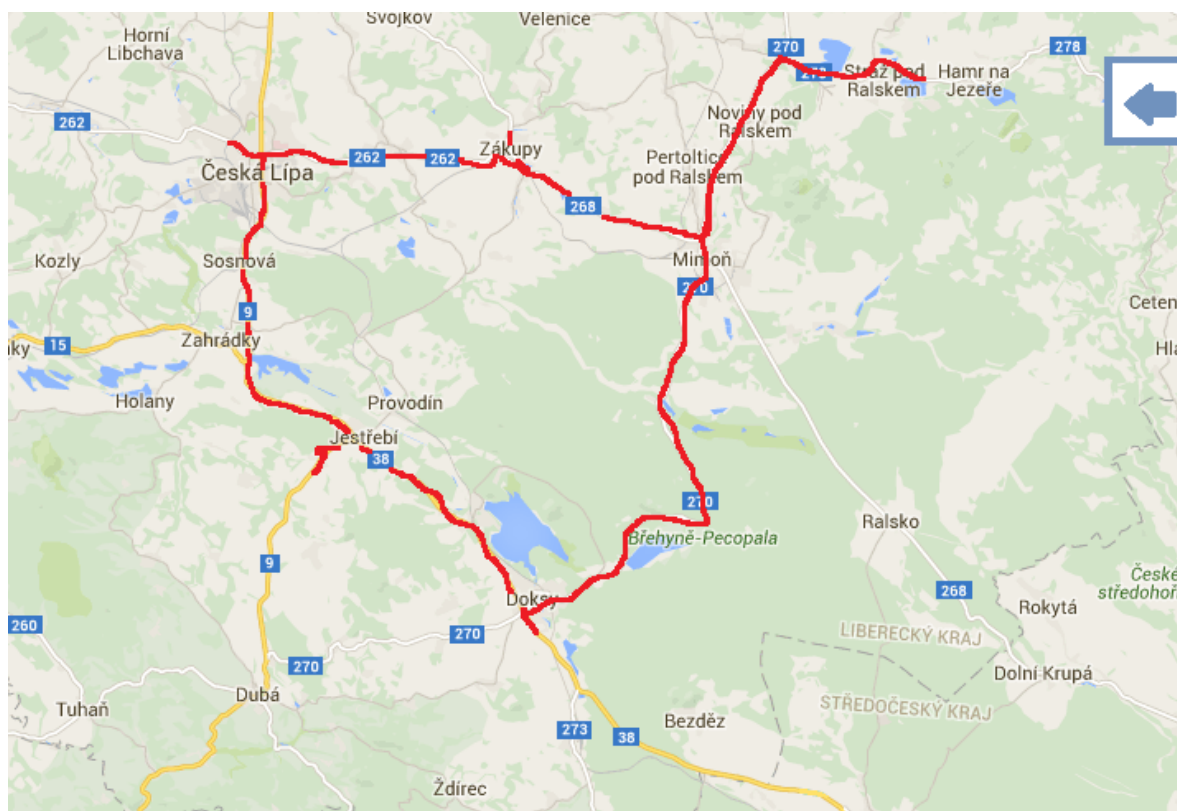 Svojkov
Velenice
Horní
Libchava
270
278
Hamr na
Jezeře
Straž pod
Ralskem
262
Noviny pod
Ralskem
Zákupy
262
262
Pertoltice
pod Ralskem
Česká Lípa
268
Kozly
Sosnová
Mimoň
270
9
Zahrádky
15
Holany
Provodín
Jestřebí
38
270
Ralsko
Břehyně-Pecopala
9
268
České
Doksy
Rokytá
260
270
LIBERECKÝ KRAJ
270
Dolní Krupá
Dubá
Tuhaň
STŘEDOČESKÝ KRAJ
Bezděz
273
38
Ždírec